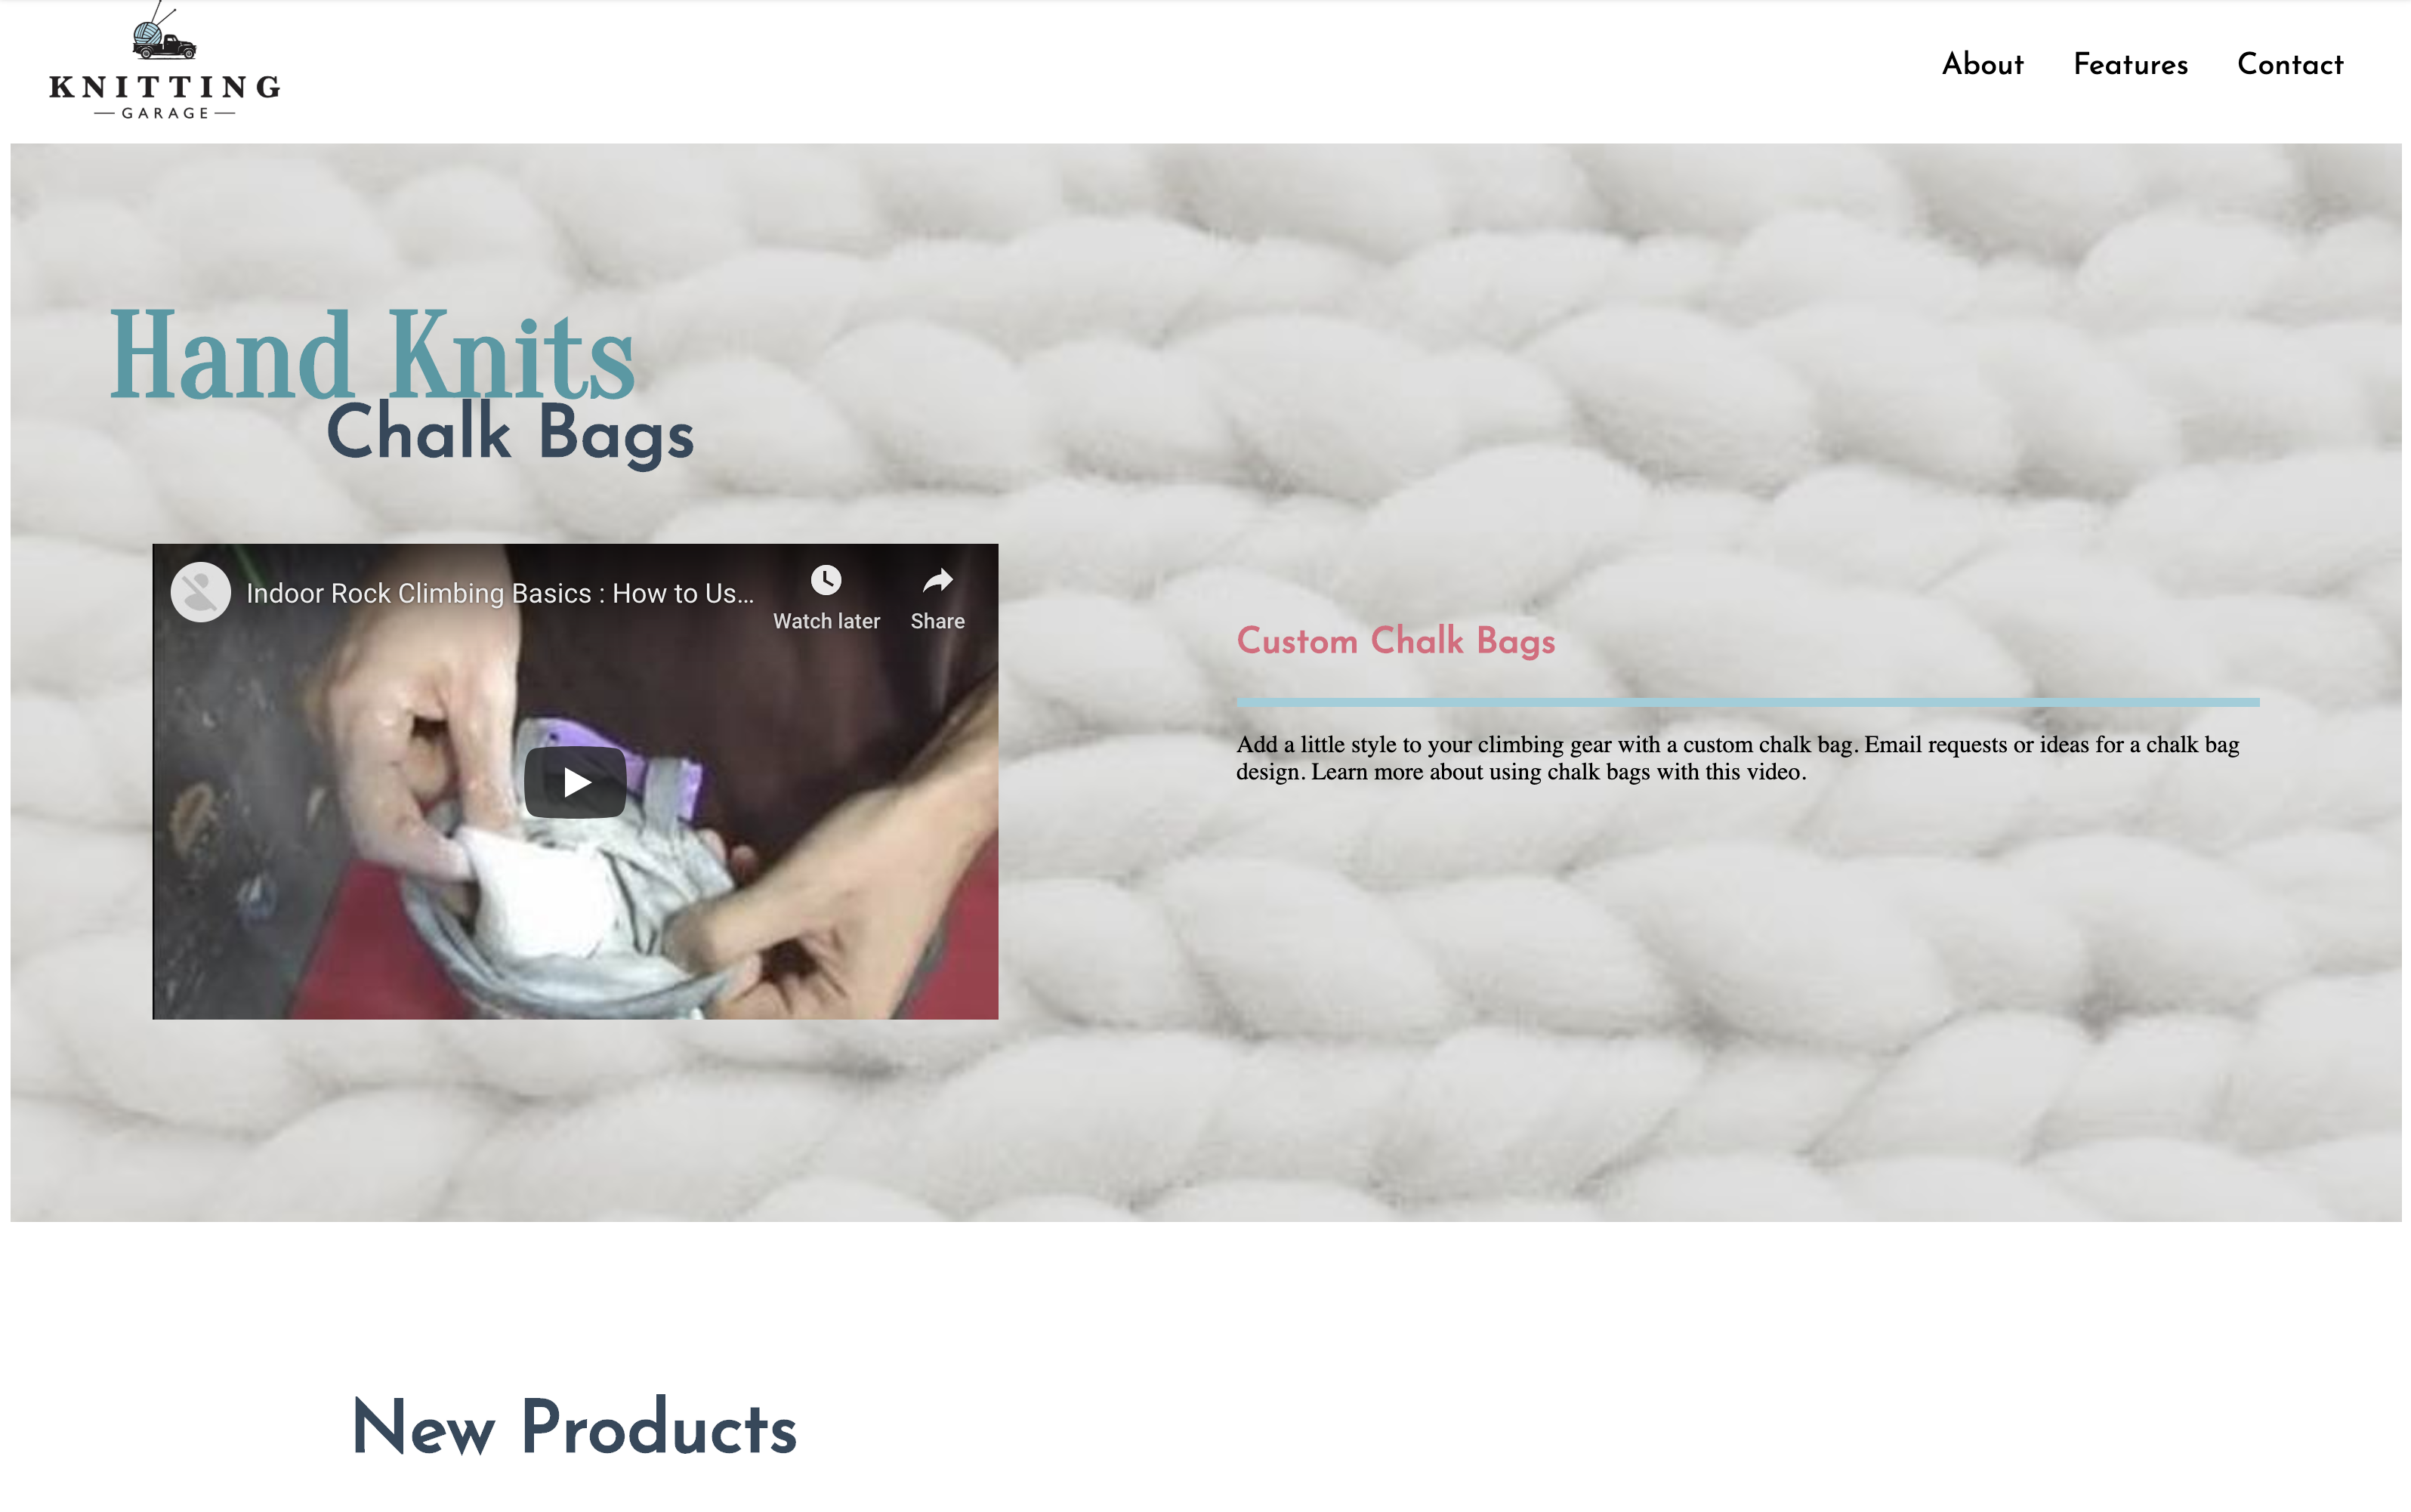 KNITTING
GARAGE
About Features Contact
Hand Knits
Chalk Bags
Indoor Rock Climbing Basics : How to Us...
Watch later Share
Custom Chalk Bags
Add a little style to your climbing gear with a custom chalk bag. Email requests or ideas for a chalk bag
design. Learn more about using chalk bags with this video.
New Products